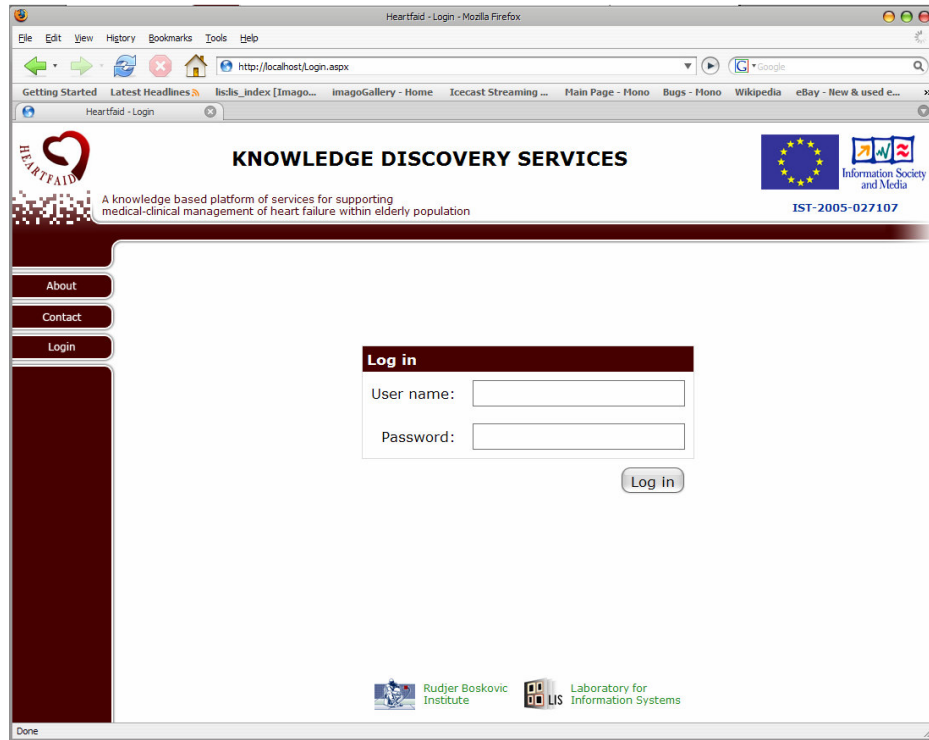 Heartfaid - Login - Mozilla Firefox
File Edit View History Bookmarks Tools Help
http://localhost/Login.aspx
Google
Getting Started Latest Headlines lis:lis_index [Imago... imagoGallery - Home Icecast Streaming ... Main Page - Mono Bugs - Mono Wikipedia eBay - New & used e... »
Heartfaid - Login
HEARTFAID
KNOWLEDGE DISCOVERY SERVICES
A knowledge based platform of services for supporting
medical-clinical management of heart failure within elderly population
Information Society
and Media
IST-2005-027107
About
Contact
Login
Log in
User name:
Password:
Log in
Rudjer Boskovic
Institute
LIS
Laboratory for
Information Systems
Done